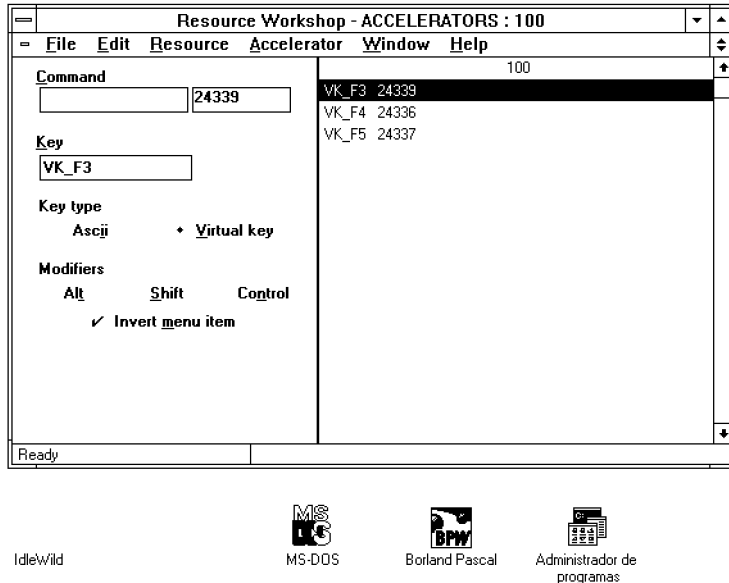 Resource Workshop - ACCELERATORS : 100
File Edit Resource Accelerator Window Help
Command
24339
Key
VK_F3
Key type
Ascii Virtual key
Modifiers
Alt Shift Control
Invert menu item
100
VK_F3 24339
VK_F4 24336
VK_F5 24337
Ready
MS
DOS
BPW
C:
IdleWild
MS-DOS
Borland Pascal
Administrador de
programas